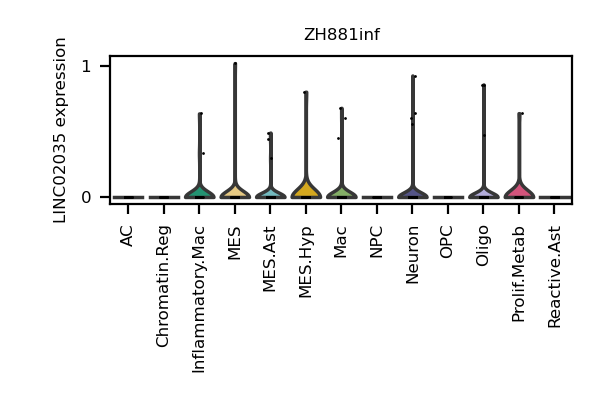 ZH881inf
LINC02035 expression
1
0
AC
Chromatin.Reg
Inflammatory.Mac
MES
MES.Ast
MES.Hyp
Mac
NPC
Neuron
OPC
Oligo
Prolif.Metab
Reactive.Ast